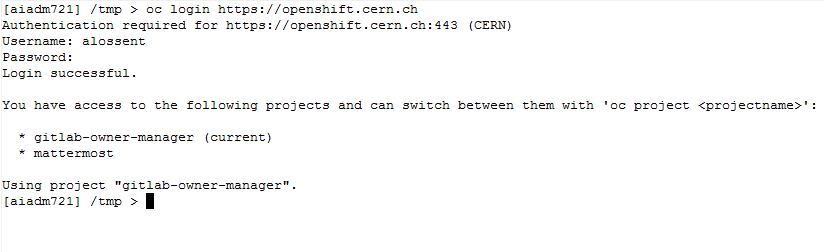 [aiadm721] /tmp > oc login https://openshift.cern.ch
Authentication required for https://openshift.cern.ch:443 (CERN)
Username: alossent
Password:
Login successful.
You have access to the following projects and can switch between them with 'oc project <projectname>':
* gitlab-owner-manager (current)
* mattermost
Using project "gitlab-owner-manager".
[aiadm721] /tmp >